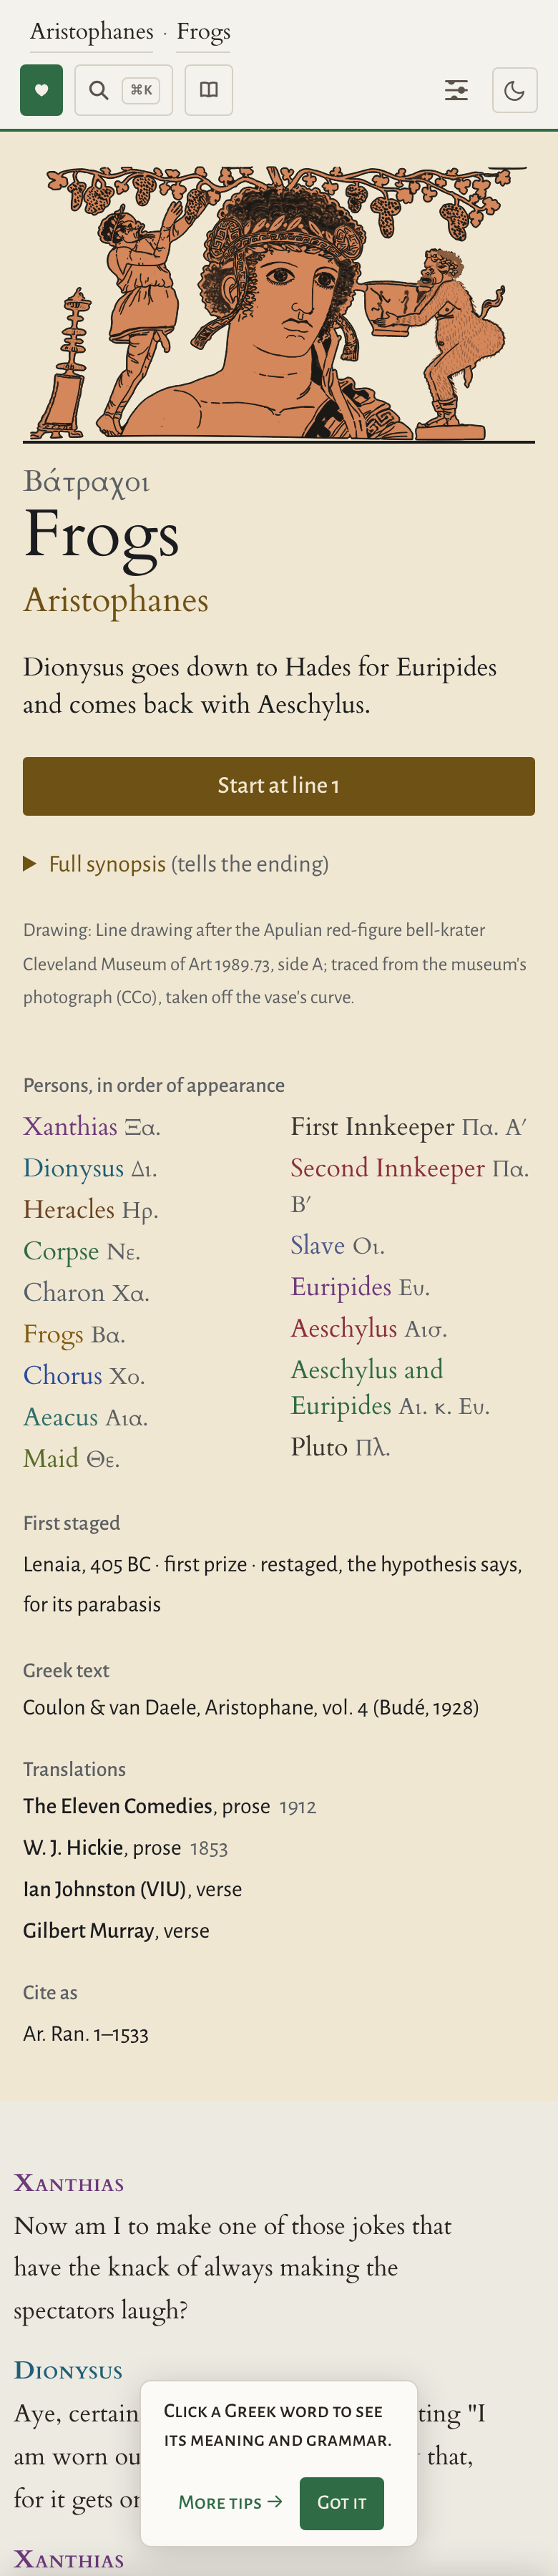 Aristophanes · Frogs
⌘K
Βάτραχοι
Frogs
Aristophanes
Dionysus goes down to Hades for Euripides
and comes back with Aeschylus.
Start at line 1
Full synopsis (tells the ending)
Drawing: Line drawing after the Apulian red-figure bell-krater
Cleveland Museum of Art 1989.73, side A; traced from the museum's
photograph (CC0), taken off the vase's curve.
Persons, in order of appearance
Xanthias Ξα.
Dionysus Δι.
Heracles Ηρ.
Corpse Νε.
Charon Χα.
Frogs Βα.
Chorus Χο.
Aeacus Αια.
Maid Θε.
First Innkeeper Πα. Α′
Second Innkeeper Πα.
Β′
Slave Οι.
Euripides Ευ.
Aeschylus Αισ.
Aeschylus and
Euripides Αι. κ. Ευ.
Pluto Πλ.
First staged
Lenaia, 405 BC · first prize · restaged, the hypothesis says,
for its parabasis
Greek text
Coulon & van Daele, Aristophane, vol. 4 (Budé, 1928)
Translations
The Eleven Comedies, prose 1912
W. J. Hickie, prose 1853
Ian Johnston (VIU), verse
Gilbert Murray, verse
Cite as
Ar. Ran. 1–1533
Xanthias
Now am I to make one of those jokes that
have the knack of always making the
spectators laugh?
Dionysus
Aye, certain ting "I
am worn ou that,
for it gets or
Click a Greek word to see
its meaning and grammar.
More tips →
Got it
Xanthias